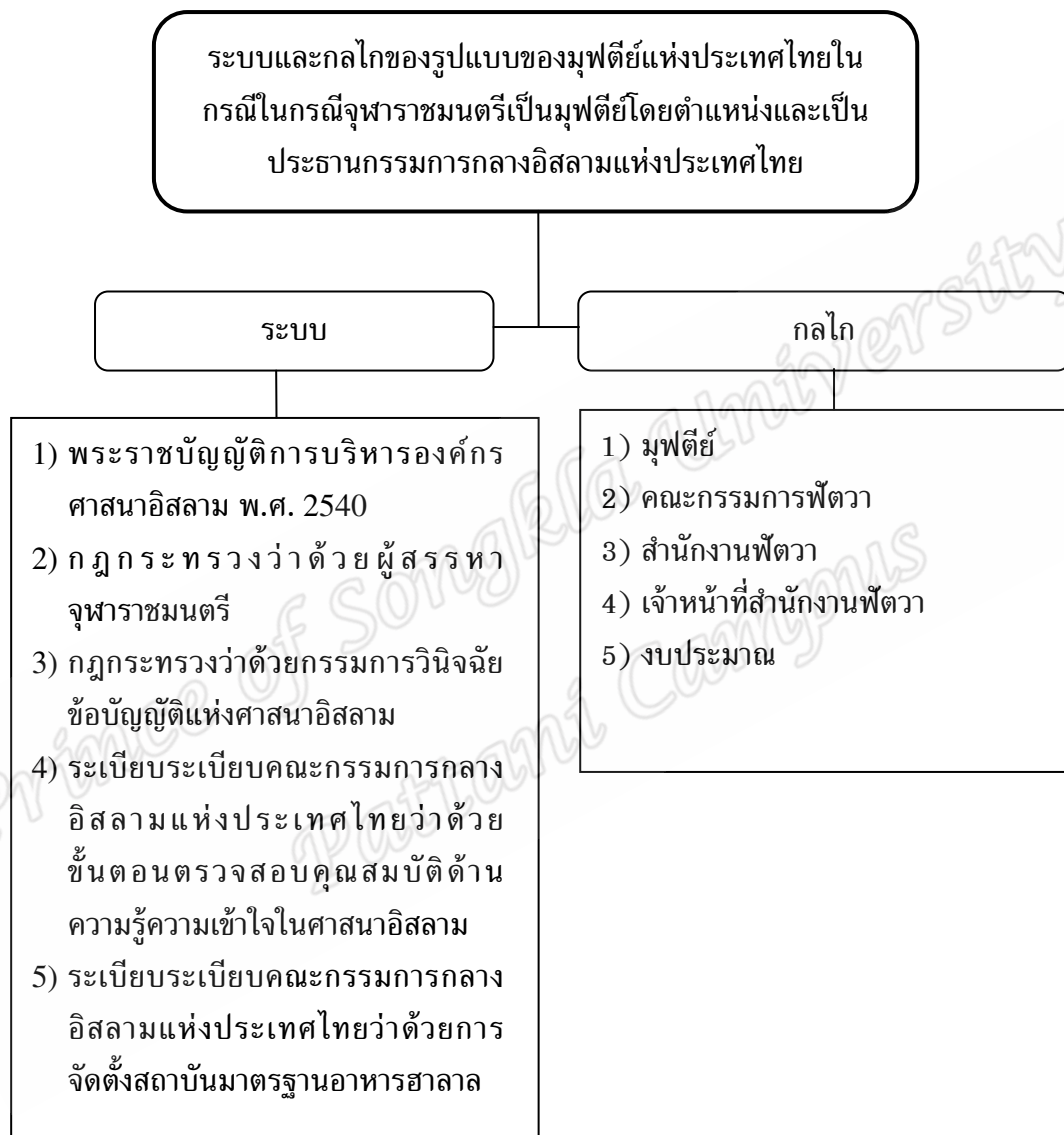 ระบบและกลไกของรูปแบบของมุฟตีย์แห่งประเทศไทยใน
กรณีในกรณีจุฬาราชมนตรีเป็นมุฟตีย์โดยตำแหน่งและเป็น
ประธานกรรมการกลางอิสลามแห่งประเทศไทย
ระบบ
กลไก
1) พระราชบัญญัติการบริหารองค์กร
ศาสนาอิสลาม พ.ศ. 2540
2) กฎกระทรวงว่าด้วยผู้สรรหา
จุฬาราชมนตรี
3) กฎกระทรวงว่าด้วยกรรมการวินิจฉัย
ข้อบัญญัติแห่งศาสนาอิสลาม
4) ระเบียบระเบียบคณะกรรมการกลาง
อิสลามแห่งประเทศไทยว่าด้วย
ขั้นตอนตรวจสอบคุณสมบัติด้าน
ความรู้ความเข้าใจในศาสนาอิสลาม
5) ระเบียบระเบียบคณะกรรมการกลาง
อิสลามแห่งประเทศไทยว่าด้วยการ
จัดตั้งสถาบันมาตรฐานอาหารฮาลาล
1) มุฟตีย์
2) คณะกรรมการฟัตวา
3) สำนักงานฟัตวา
4) เจ้าหน้าที่สำนักงานฟัตวา
5) งบประมาณ
Prince of Songkla University
Pattani Campus